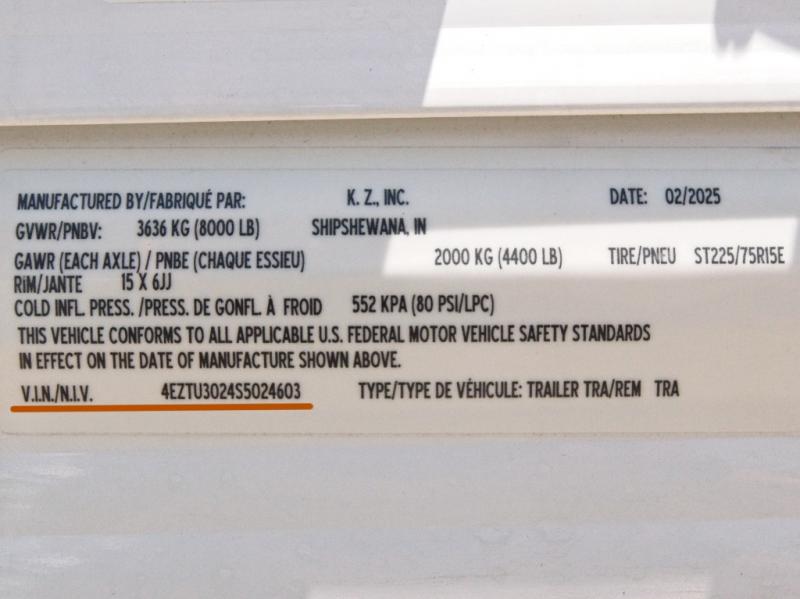 MANUFACTURED BY/FABRIQUÉ PAR: K. Z., INC. DATE: 02/2025
GVWR/PNBV: 3636 KG (8000 LB) SHIPSHEWANA, IN
GAWR (EACH AXLE) / PNBE (CHAQUE ESSIEU) 2000 KG (4400 LB) TIRE/PNEU ST225/75R15E
RIM/JANTE 15 X 6JJ
COLD INFL. PRESS. /PRESS. DE GONFL. À FROID 552 KPA (80 PSI/LPC)
THIS VEHICLE CONFORMS TO ALL APPLICABLE U.S. FEDERAL MOTOR VEHICLE SAFETY STANDARDS
IN EFFECT ON THE DATE OF MANUFACTURE SHOWN ABOVE.
V.I.N./N.I.V. 4EZTU3024S5024603 TYPE/TYPE DE VÉHICULE: TRAILER TRA/REM TRA